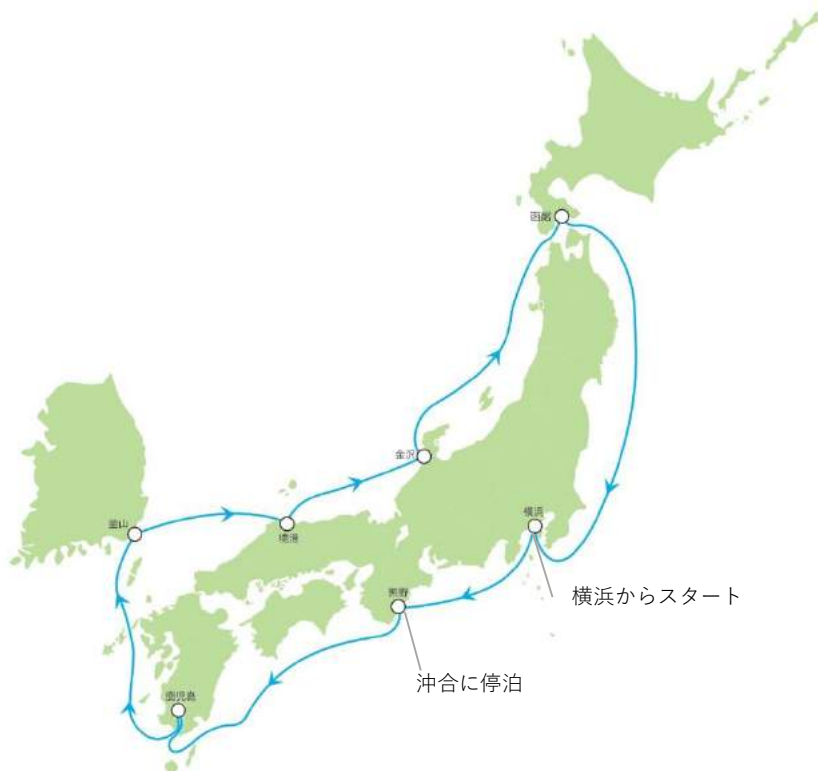 函館
金沢
釜山
境港
横浜
横浜からスタート
熊野
沖合に停泊
鹿児島